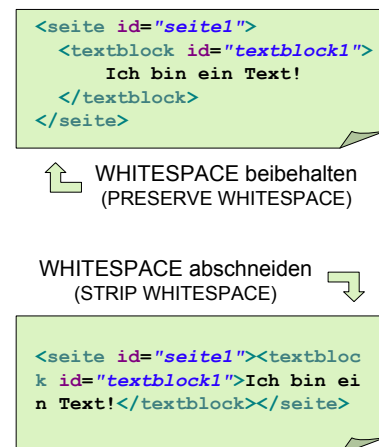 <seite id="seite1">
<textblock id="textblock1">
Ich bin ein Text!
</textblock>
</seite>
WHITESPACE beibehalten
(PRESERVE WHITESPACE)
WHITESPACE abschneiden
(STRIP WHITESPACE)
<seite id="seite1"><textbloc
k id="textblock1">Ich bin ei
n Text!</textblock></seite>